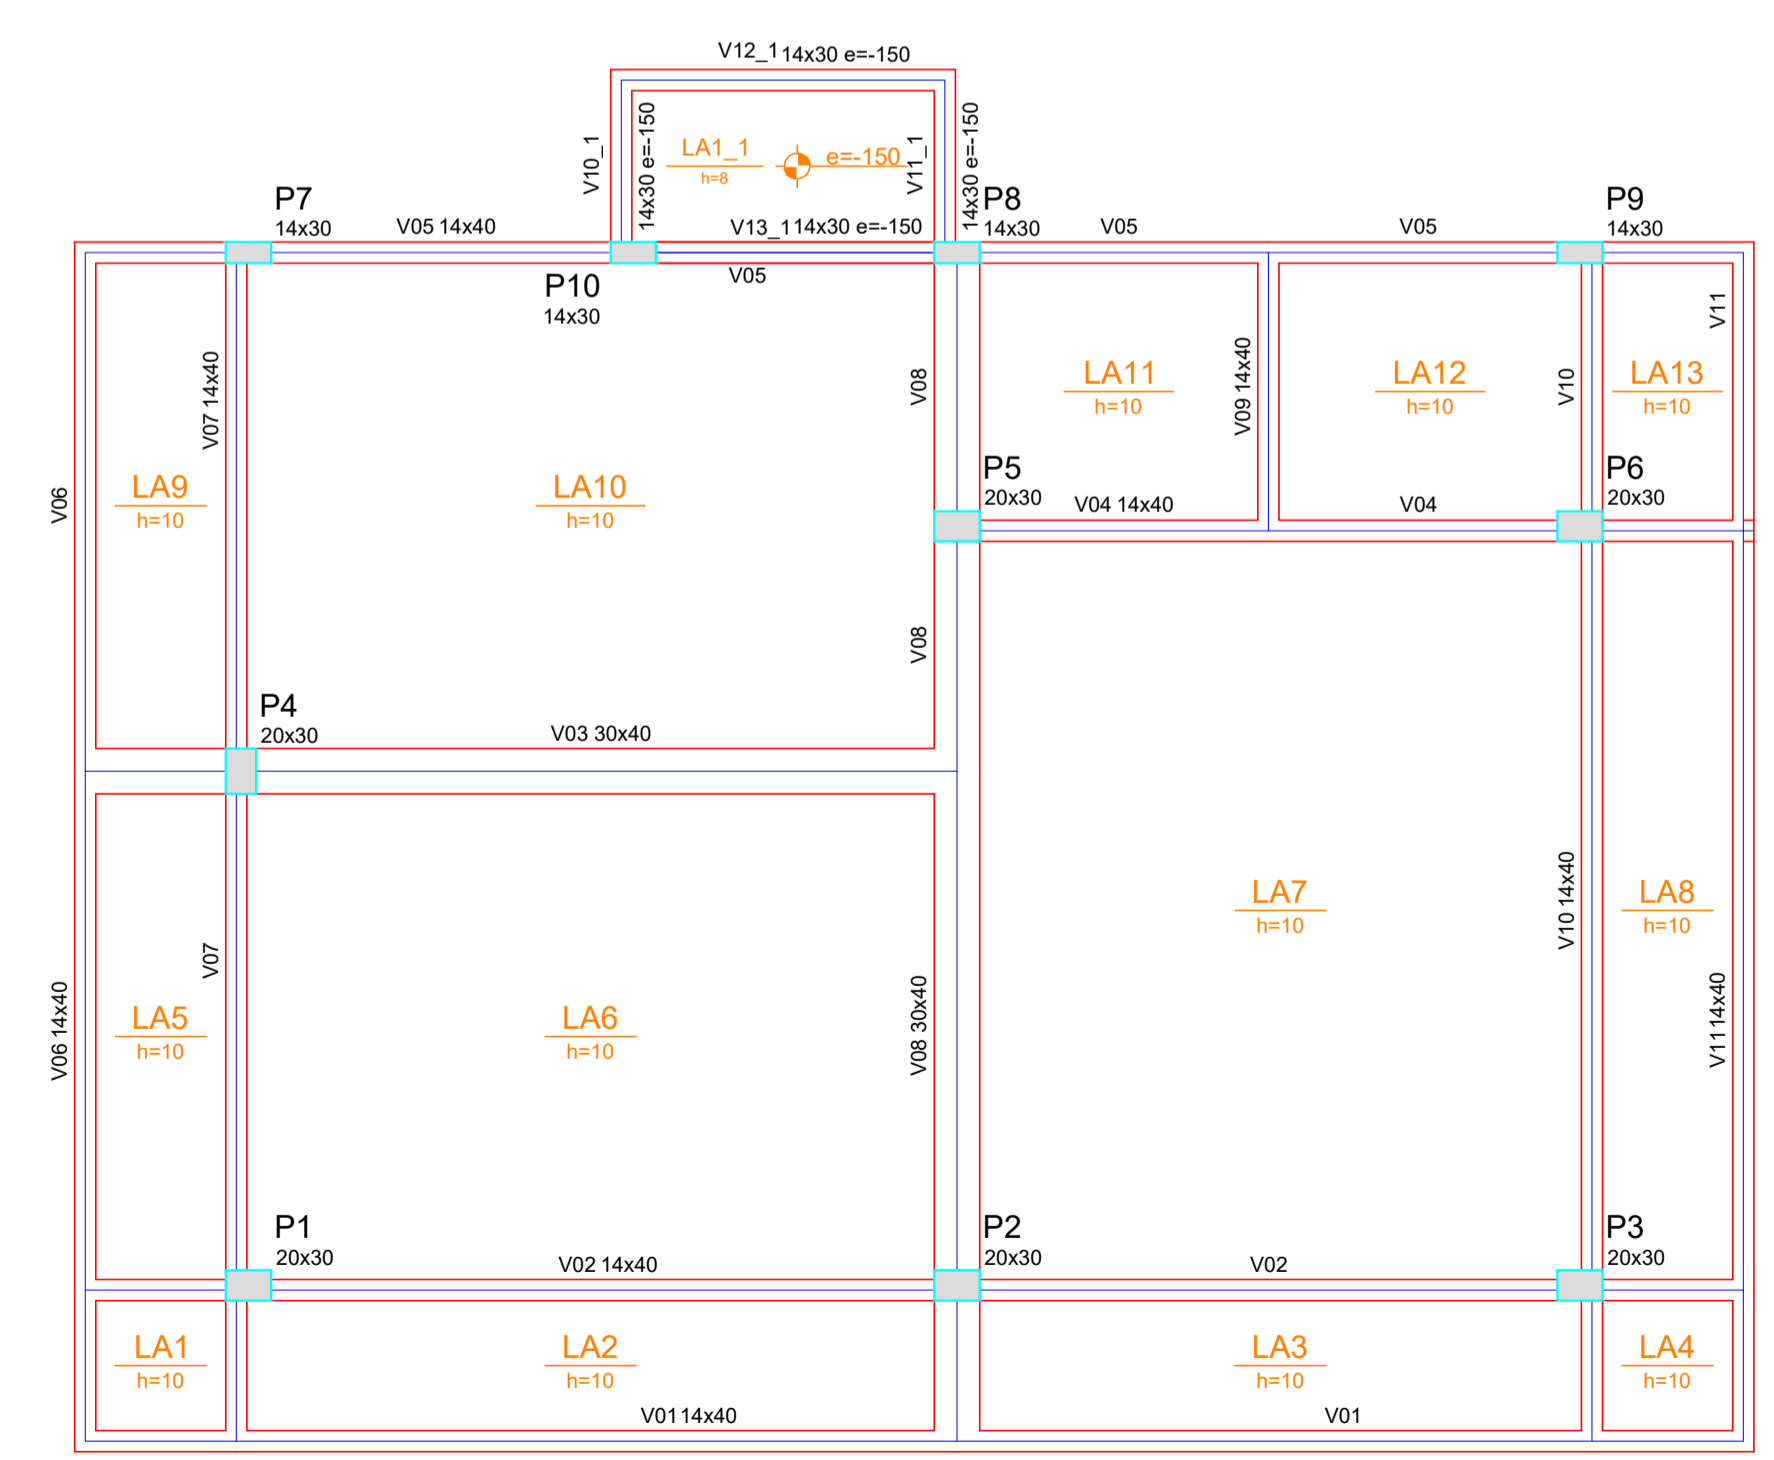 V12_1 14x30 e=-150
V10_1
14x30 e=-150
LA1_1
h=8
e=-150
V11_1
14x30 e=-150
P7
14x30
V05 14x40
V13_1 14x30 e=-150
P8
14x30
V05
V05
P9
14x30
V05
P10
14x30
V11
V07 14x40
V08
LA11
h=10
V09 14x40
LA12
h=10
V10
LA13
h=10
V06
LA9
h=10
LA10
h=10
P5
20x30
V04 14x40
V04
P6
20x30
V08
P4
20x30
V03 30x40
LA7
h=10
V10 14x40
LA8
h=10
V07
V06 14x40
LA5
h=10
LA6
h=10
V08 30x40
V11 14x40
P1
20x30
V02 14x40
P2
20x30
V02
P3
20x30
LA1
h=10
LA2
h=10
LA3
h=10
LA4
h=10
V01 14x40
V01